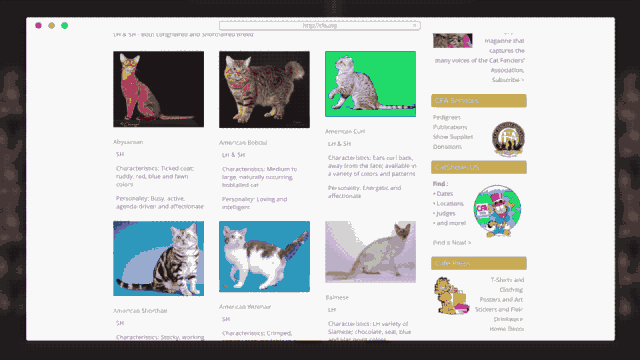 http://cfa.org
LH & SH - Both Longhaired and Shorthaired Breed
Abyssinian
SH
Characteristics: Ticked coat;
ruddy, red, blue and fawn
colors
Personality: Busy, active,
agenda-driven and affectionate
American Bobtail
LH & SH
Characteristics: Medium to
large, naturally occurring,
bobtailed cat
Personality: Loving and
intelligent
American Curl
LH & SH
Characteristics: Ears curl back,
away from the face; available in
a variety of colors and patterns
Personality: Energetic and
affectionate
American Shorthair
SH
Characteristics: Stocky, working
American Wirehair
SH
Characteristics: Crimped,
Balinese
LH
Characteristics: LH variety of
Siamese; chocolate, seal, blue
and lilac point colors
magazine that
captures the
many voices of the Cat Fanciers'
Association.
Subscribe >
CFA Services
Pedigrees
Publications
Show Supplies
Donations
Find :
• Dates
• Locations
• Judges
• and more!
CFA
Find a Show! >
T-Shirts and
Clothing
Posters and Art
Stickers and Flair
Drinkware
Home Decor